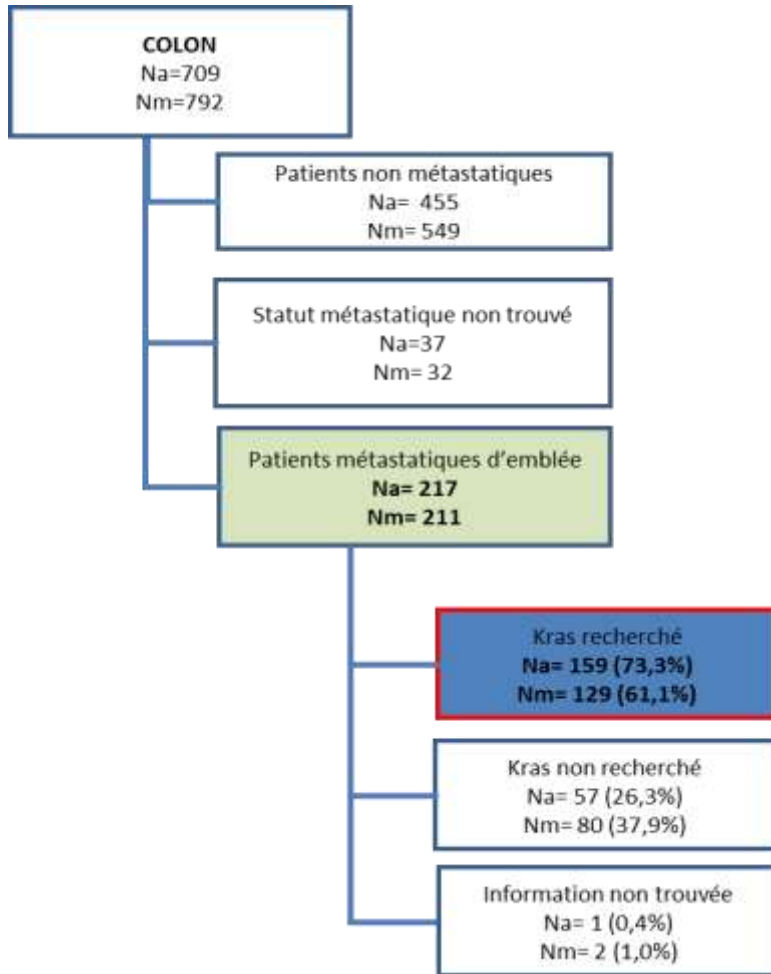 COLON
Na=709
Nm=792
Patients non métastatiques
Na= 455
Nm= 549
Statut métastatique non trouvé
Na=37
Nm= 32
Patients métastatiques d'emblée
Na= 217
Nm= 211
Kras recherché
Na= 159 (73,3%)
Nm= 129 (61,1%)
Kras non recherché
Na= 57 (26,3%)
Nm= 80 (37,9%)
Information non trouvée
Na= 1 (0,4%)
Nm= 2 (1,0%)